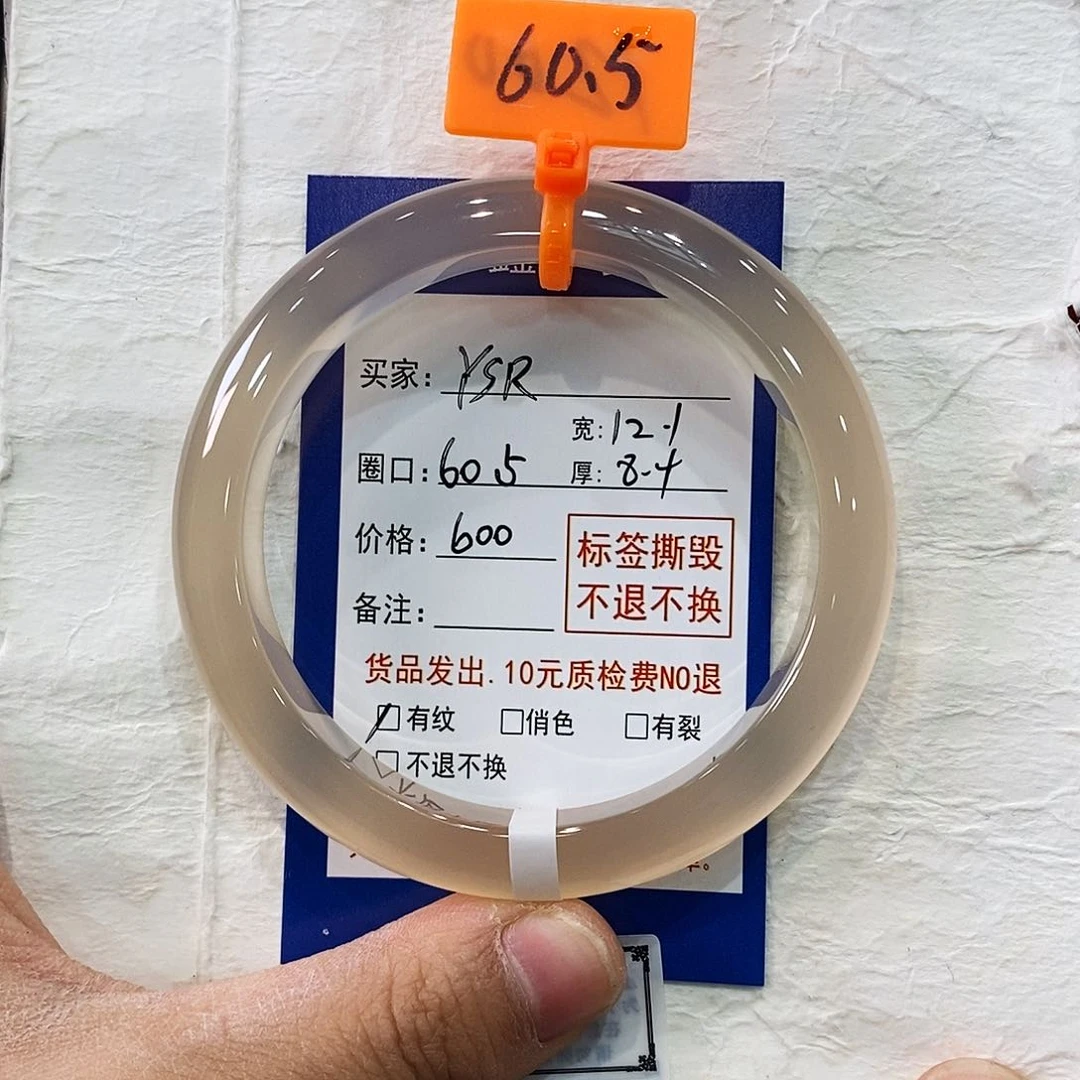 60.5
买家: YSR
宽: 12.1
圈口: 60.5 厚: 8.4
价格: 600
标签撕毁
不退不换
备注:
货品发出.10元质检费NO退
有纹 俏色 有裂
不退不换